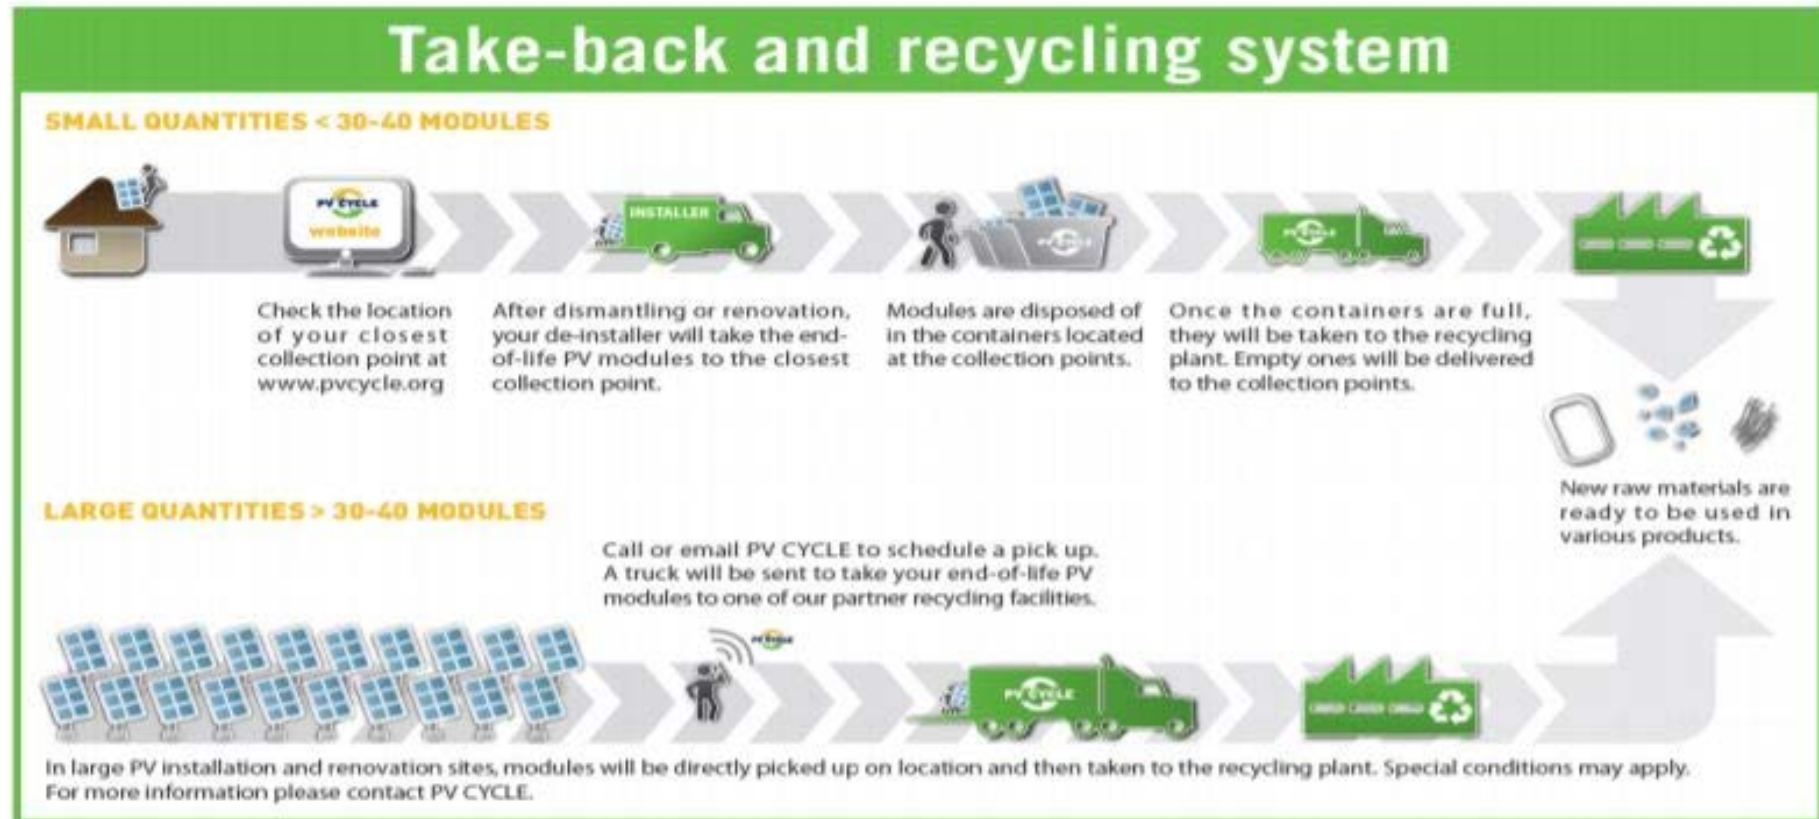 Take-back and recycling system
SMALL QUANTITIES < 30-40 MODULES
PV CYCLE
website
INSTALLER
PV CYCLE
PV CYCLE
Check the location
of your closest
collection point at
www.pvcycle.org
After dismantling or renovation,
your de-installer will take the end-
of-life PV modules to the closest
collection point.
Modules are disposed of
in the containers located
at the collection points.
Once the containers are full,
they will be taken to the recycling
plant. Empty ones will be delivered
to the collection points.
New raw materials are
ready to be used in
various products.
LARGE QUANTITIES > 30-40 MODULES
Call or email PV CYCLE to schedule a pick up.
A truck will be sent to take your end-of-life PV
modules to one of our partner recycling facilities.
PV CYCLE
PV CYCLE
In large PV installation and renovation sites, modules will be directly picked up on location and then taken to the recycling plant. Special conditions may apply.
For more information please contact PV CYCLE.